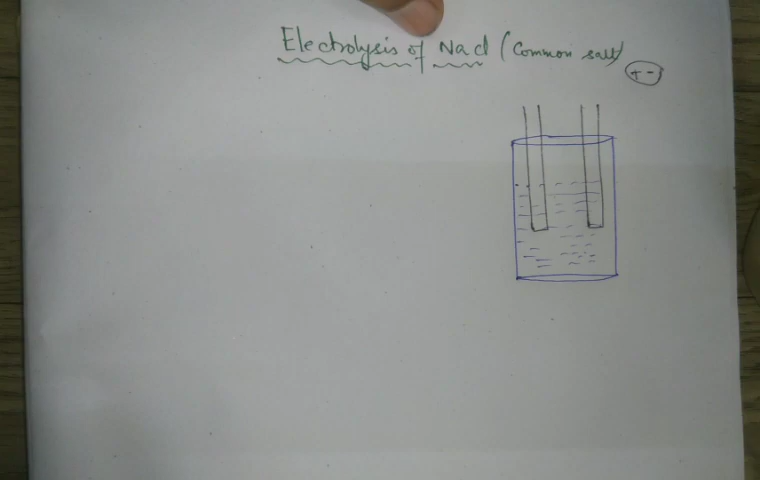 Electrolysis of NaCl (Common salt)
+ -